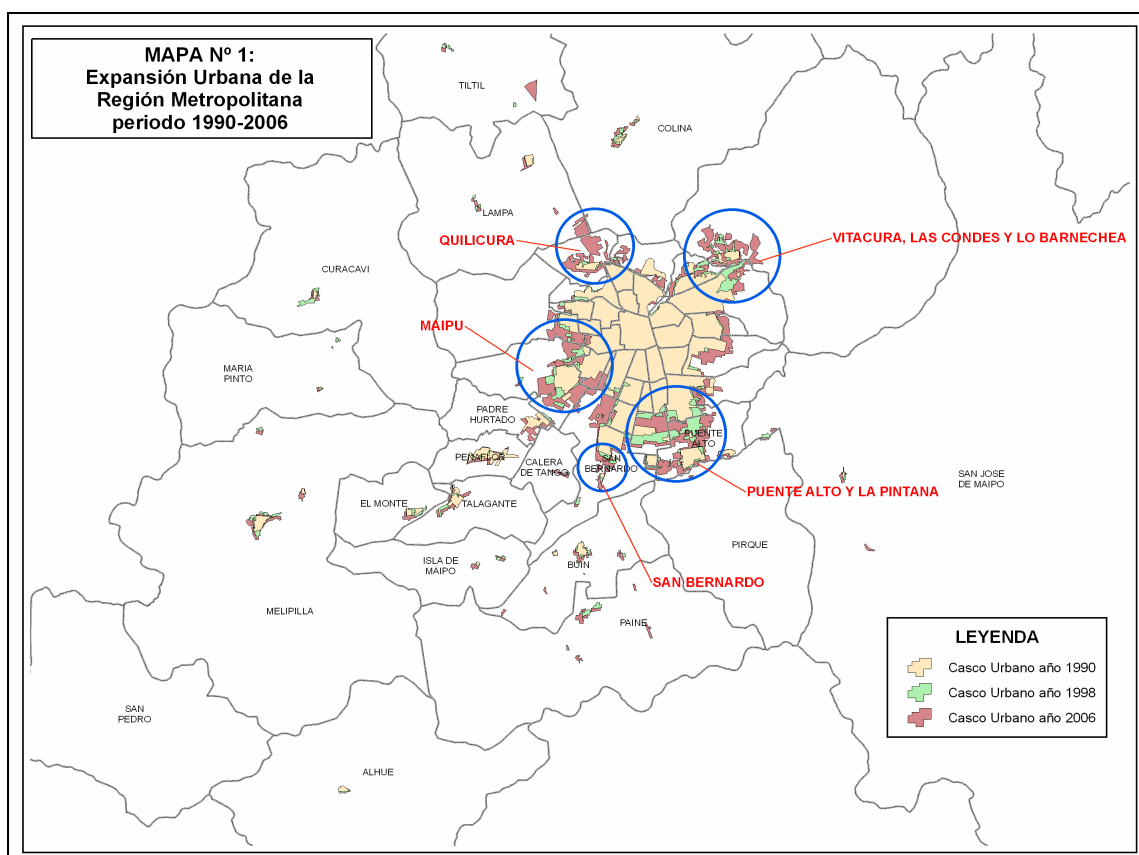 MAPA Nº 1:
Expansión Urbana de la
Región Metropolitana
periodo 1990-2006
TILTIL
COLINA
LAMPA
QUILICURA
VITACURA, LAS CONDES Y LO BARNECHEA
CURACAVI
MAIPU
MARIA
PINTO
PADRE
HURTADO
PEÑAFLOR
CALERA
DE TANGO
SAN
BERNARDO
PUENTE
ALTO
SAN JOSE
DE MAIPO
PUENTE ALTO Y LA PINTANA
EL MONTE
TALAGANTE
PIRQUE
ISLA DE
MAIPO
BUIN
SAN BERNARDO
MELIPILLA
PAINE
SAN
PEDRO
ALHUE
LEYENDA
Casco Urbano año 1990
Casco Urbano año 1998
Casco Urbano año 2006